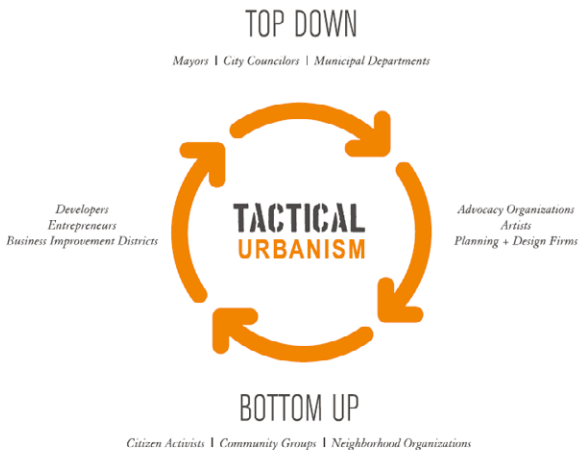 TOP DOWN
Mayors | City Councilors | Municipal Departments
Developers
Entrepreneurs
Business Improvement Districts
TACTICAL
URBANISM
Advocacy Organizations
Artists
Planning + Design Firms
BOTTOM UP
Citizen Activists | Community Groups | Neighborhood Organizations